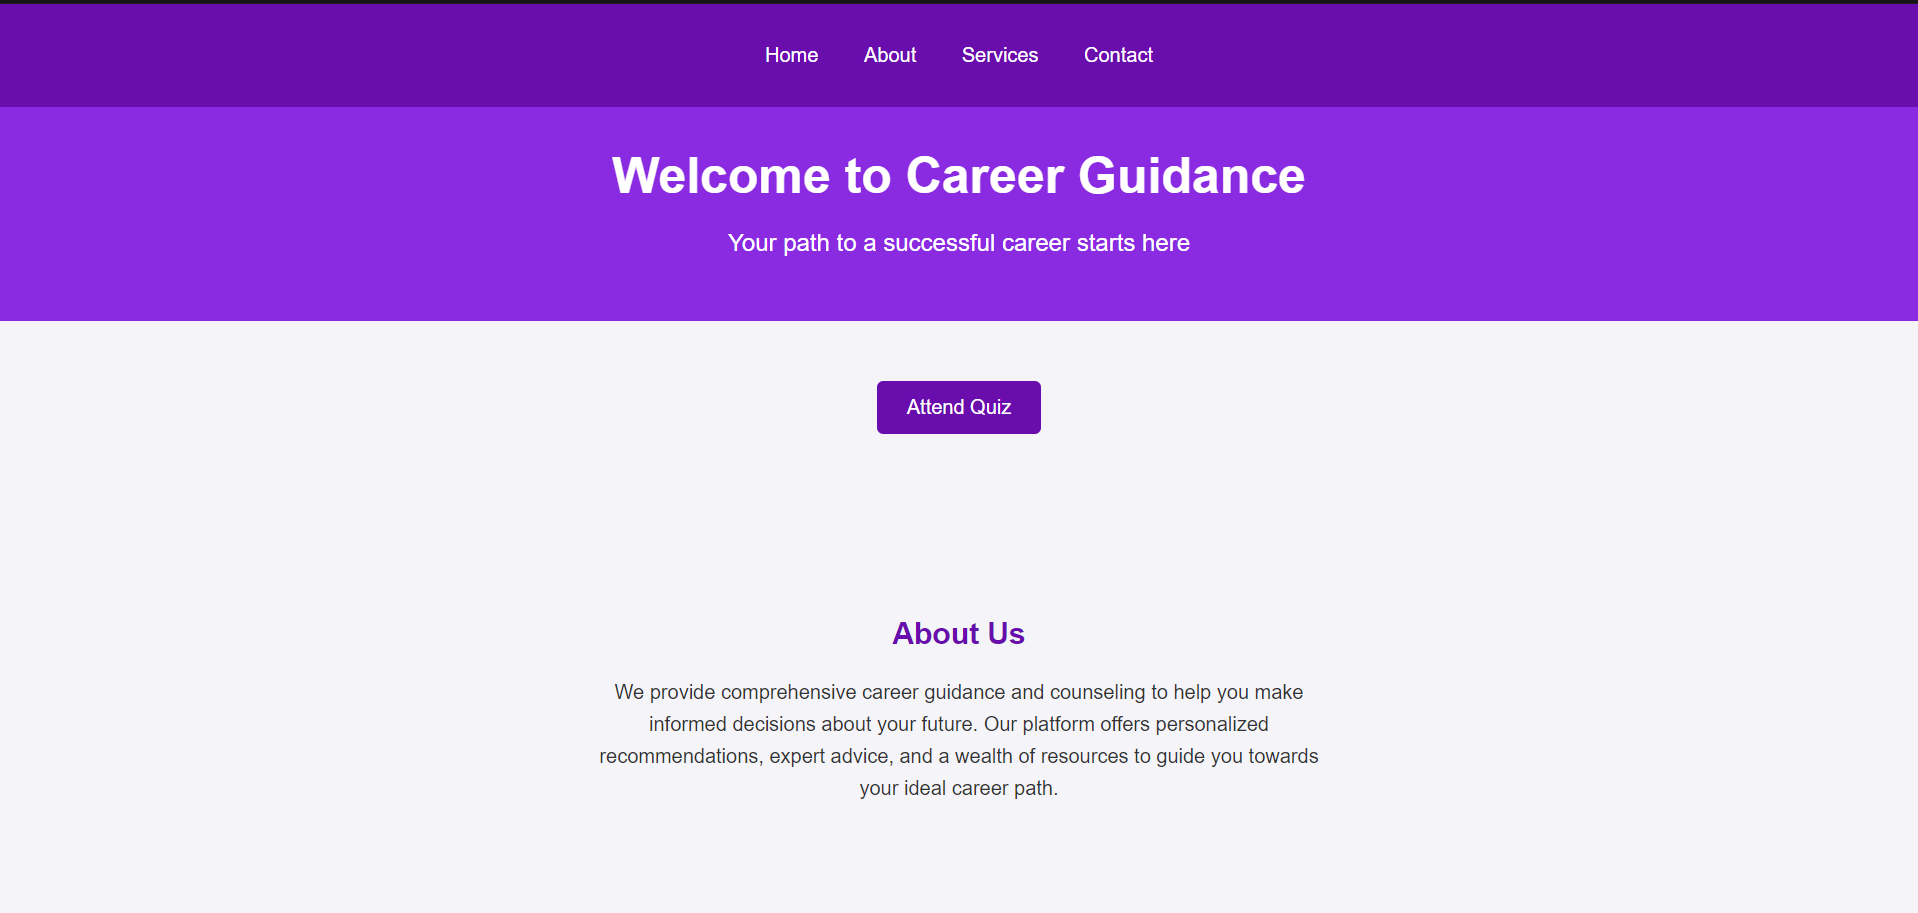 Home About Services Contact
Welcome to Career Guidance
Your path to a successful career starts here
Attend Quiz
About Us
We provide comprehensive career guidance and counseling to help you make
informed decisions about your future. Our platform offers personalized
recommendations, expert advice, and a wealth of resources to guide you towards
your ideal career path.